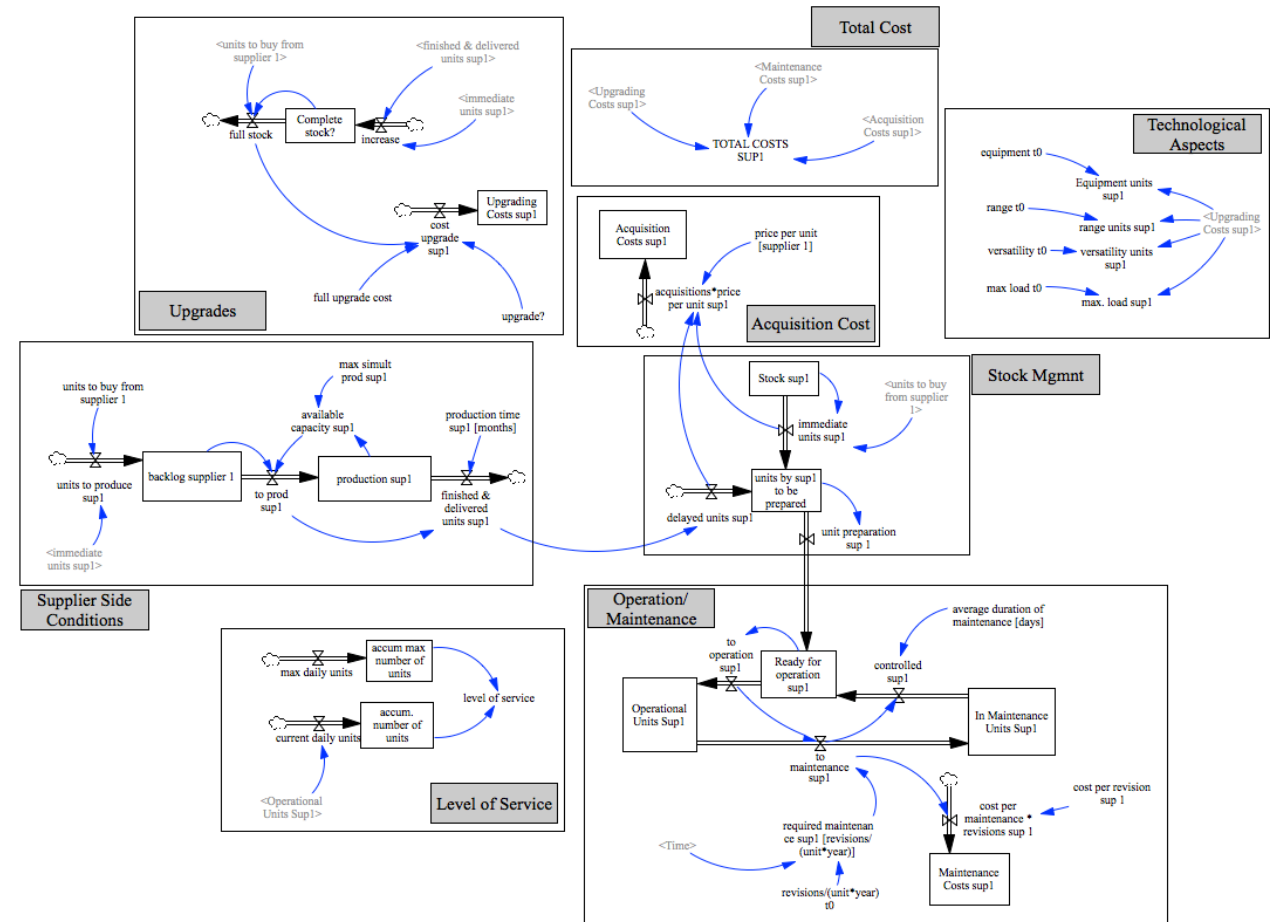 Total Cost
<units to buy from
supplier 1>
<finished & delivered
units sup1>
<immediate
units sup1>
Complete
stock?
full stock
increase
Upgrading
Costs sup1
cost
upgrade
sup1
full upgrade cost
upgrade?
Upgrades
<Maintenance
Costs sup1>
<Upgrading
Costs sup1>
<Acquisition
Costs sup1>
TOTAL COSTS
SUP1
Technological
Aspects
equipment t0
Equipment units
sup1
range t0
range units sup1
<Upgrading
Costs sup1>
versatility t0
versatility units
sup1
max load t0
max. load sup1
Acquisition
Costs sup1
price per unit
[supplier 1]
acquisitions*price
per unit sup1
Acquisition Cost
units to buy from
supplier 1
max simult
prod sup1
available
capacity sup1
production time
sup1 [months]
backlog supplier 1
production sup1
units to produce
sup1
to prod
sup1
finished &
delivered
units sup1
<immediate
units sup1>
Supplier Side
Conditions
Stock Mgmnt
Stock sup1
<units to buy
from supplier
1>
immediate
units sup1
units by sup1
to be
prepared
delayed units sup1
unit preparation
sup 1
accum max
number of
units
max daily units
level of service
accum.
number of
units
current daily units
<Operational
Units Sup1>
Level of Service
Operation/
Maintenance
average duration of
maintenance [days]
to
operation
sup1
Ready for
operation
sup1
controlled
sup1
Operational
Units Sup1
In Maintenance
Units Sup1
to
maintenance
sup1
cost per revision
sup 1
cost per
maintenance *
revisions sup 1
required maintenan
ce sup1 [revisions/
(unit*year)]
<Time>
revisions/(unit*year)
t0
Maintenance
Costs sup1